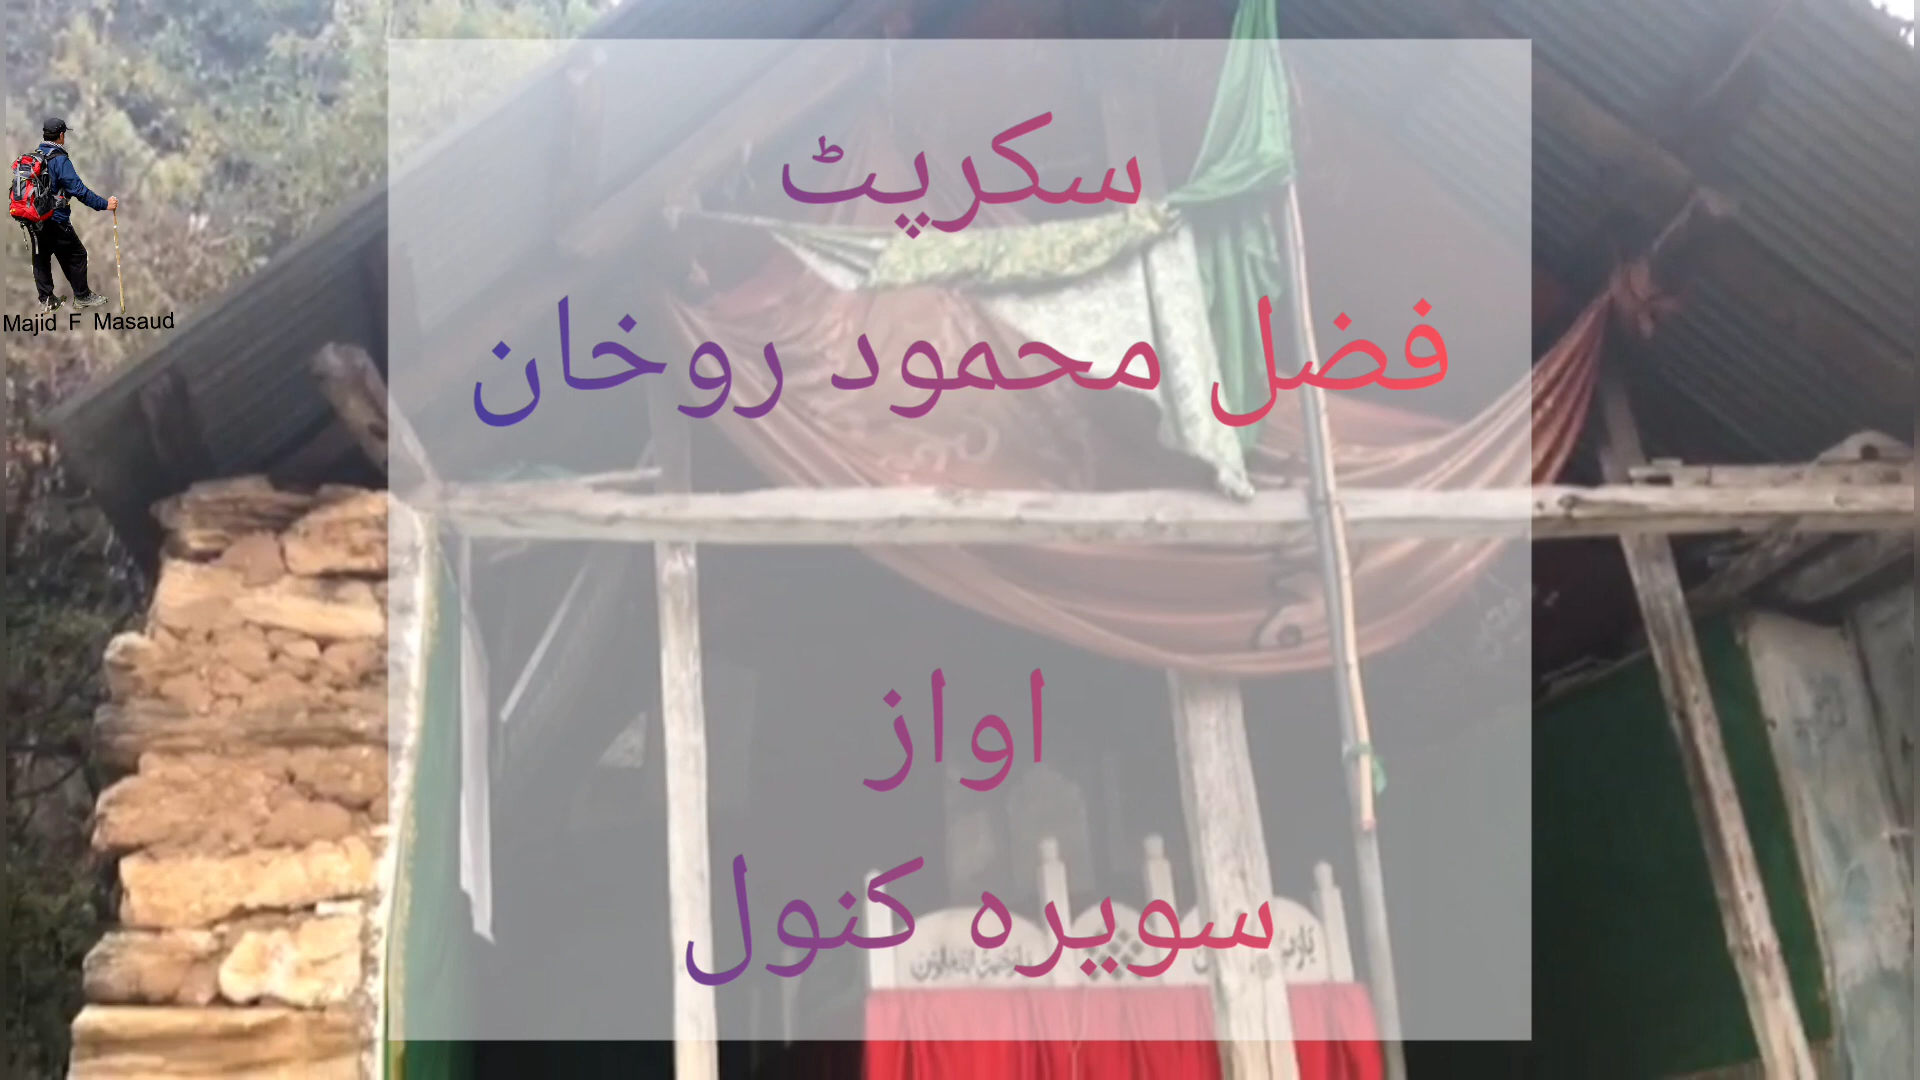 سکرپٹ
فضل محمود روخان
اواز
سویرہ کنول
Majid F Masaud